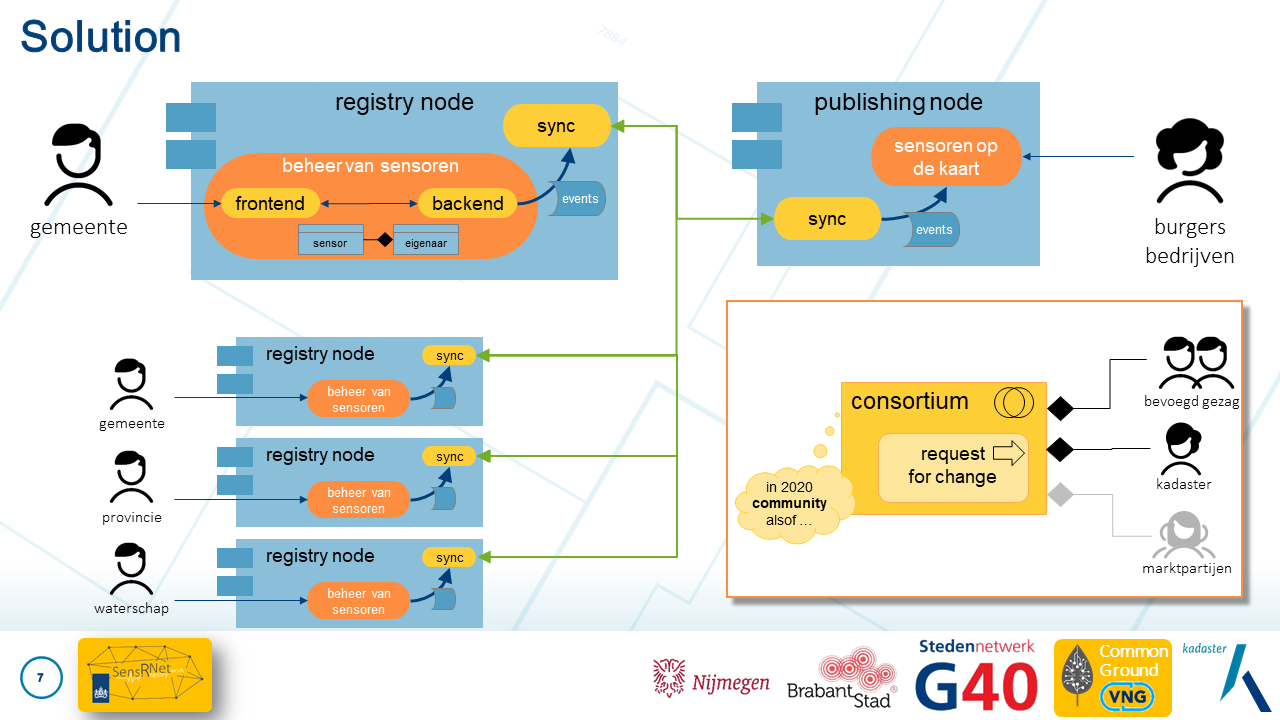 Solution
7884
registry node
sync
beheer van sensoren
frontend
backend
events
sensor
eigenaar
gemeente
publishing node
sensoren op
de kaart
sync
events
burgers
bedrijven
registry node
sync
beheer van
sensoren
gemeente
registry node
sync
beheer van
sensoren
provincie
registry node
sync
beheer van
sensoren
waterschap
consortium
request
for change
in 2020
community
alsof ...
bevoegd gezag
kadaster
marktpartijen
7
SensRNet
Nijmegen
BrabantStad
Stedennetwerk
G40
Common
Ground
VNG
kadaster